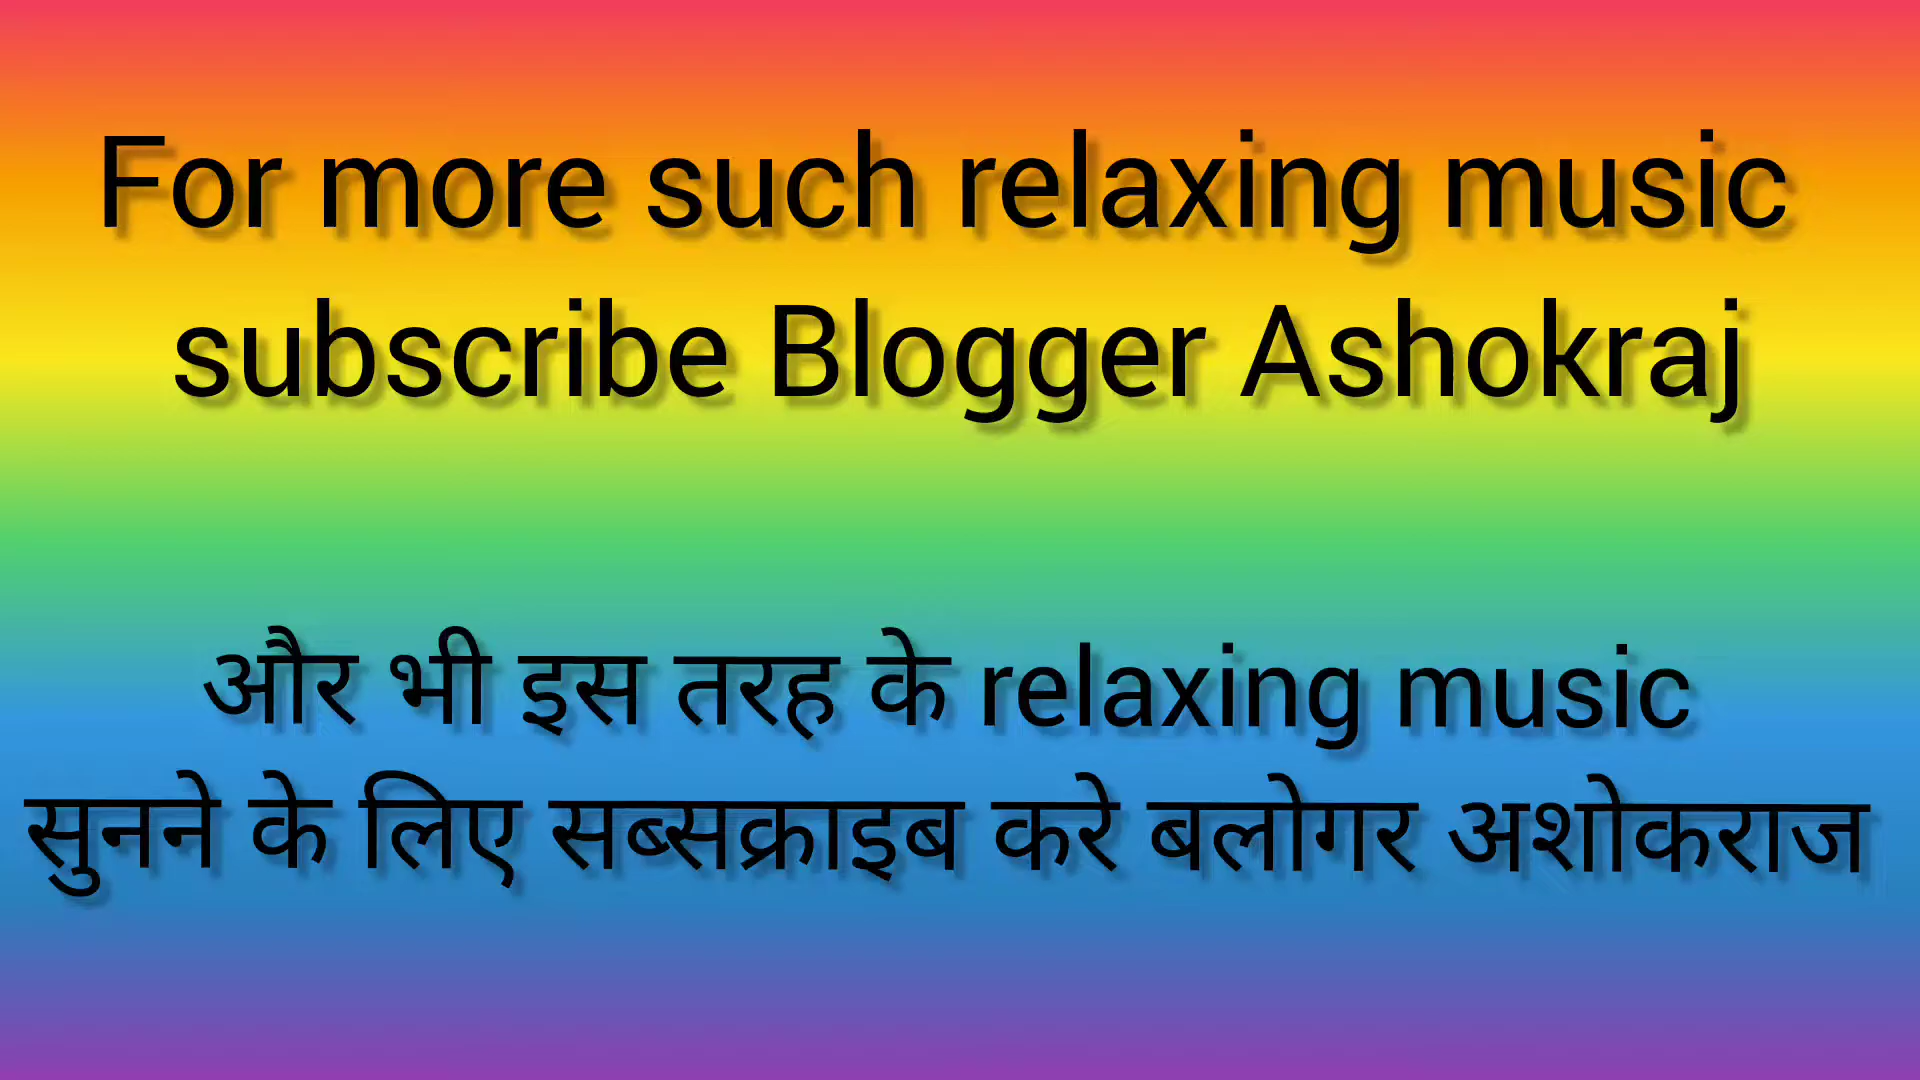 For more such relaxing music
subscribe Blogger Ashokraj
और भी इस तरह के relaxing music
सुनने के लिए सब्सक्राइब करे बलोगर अशोकराज